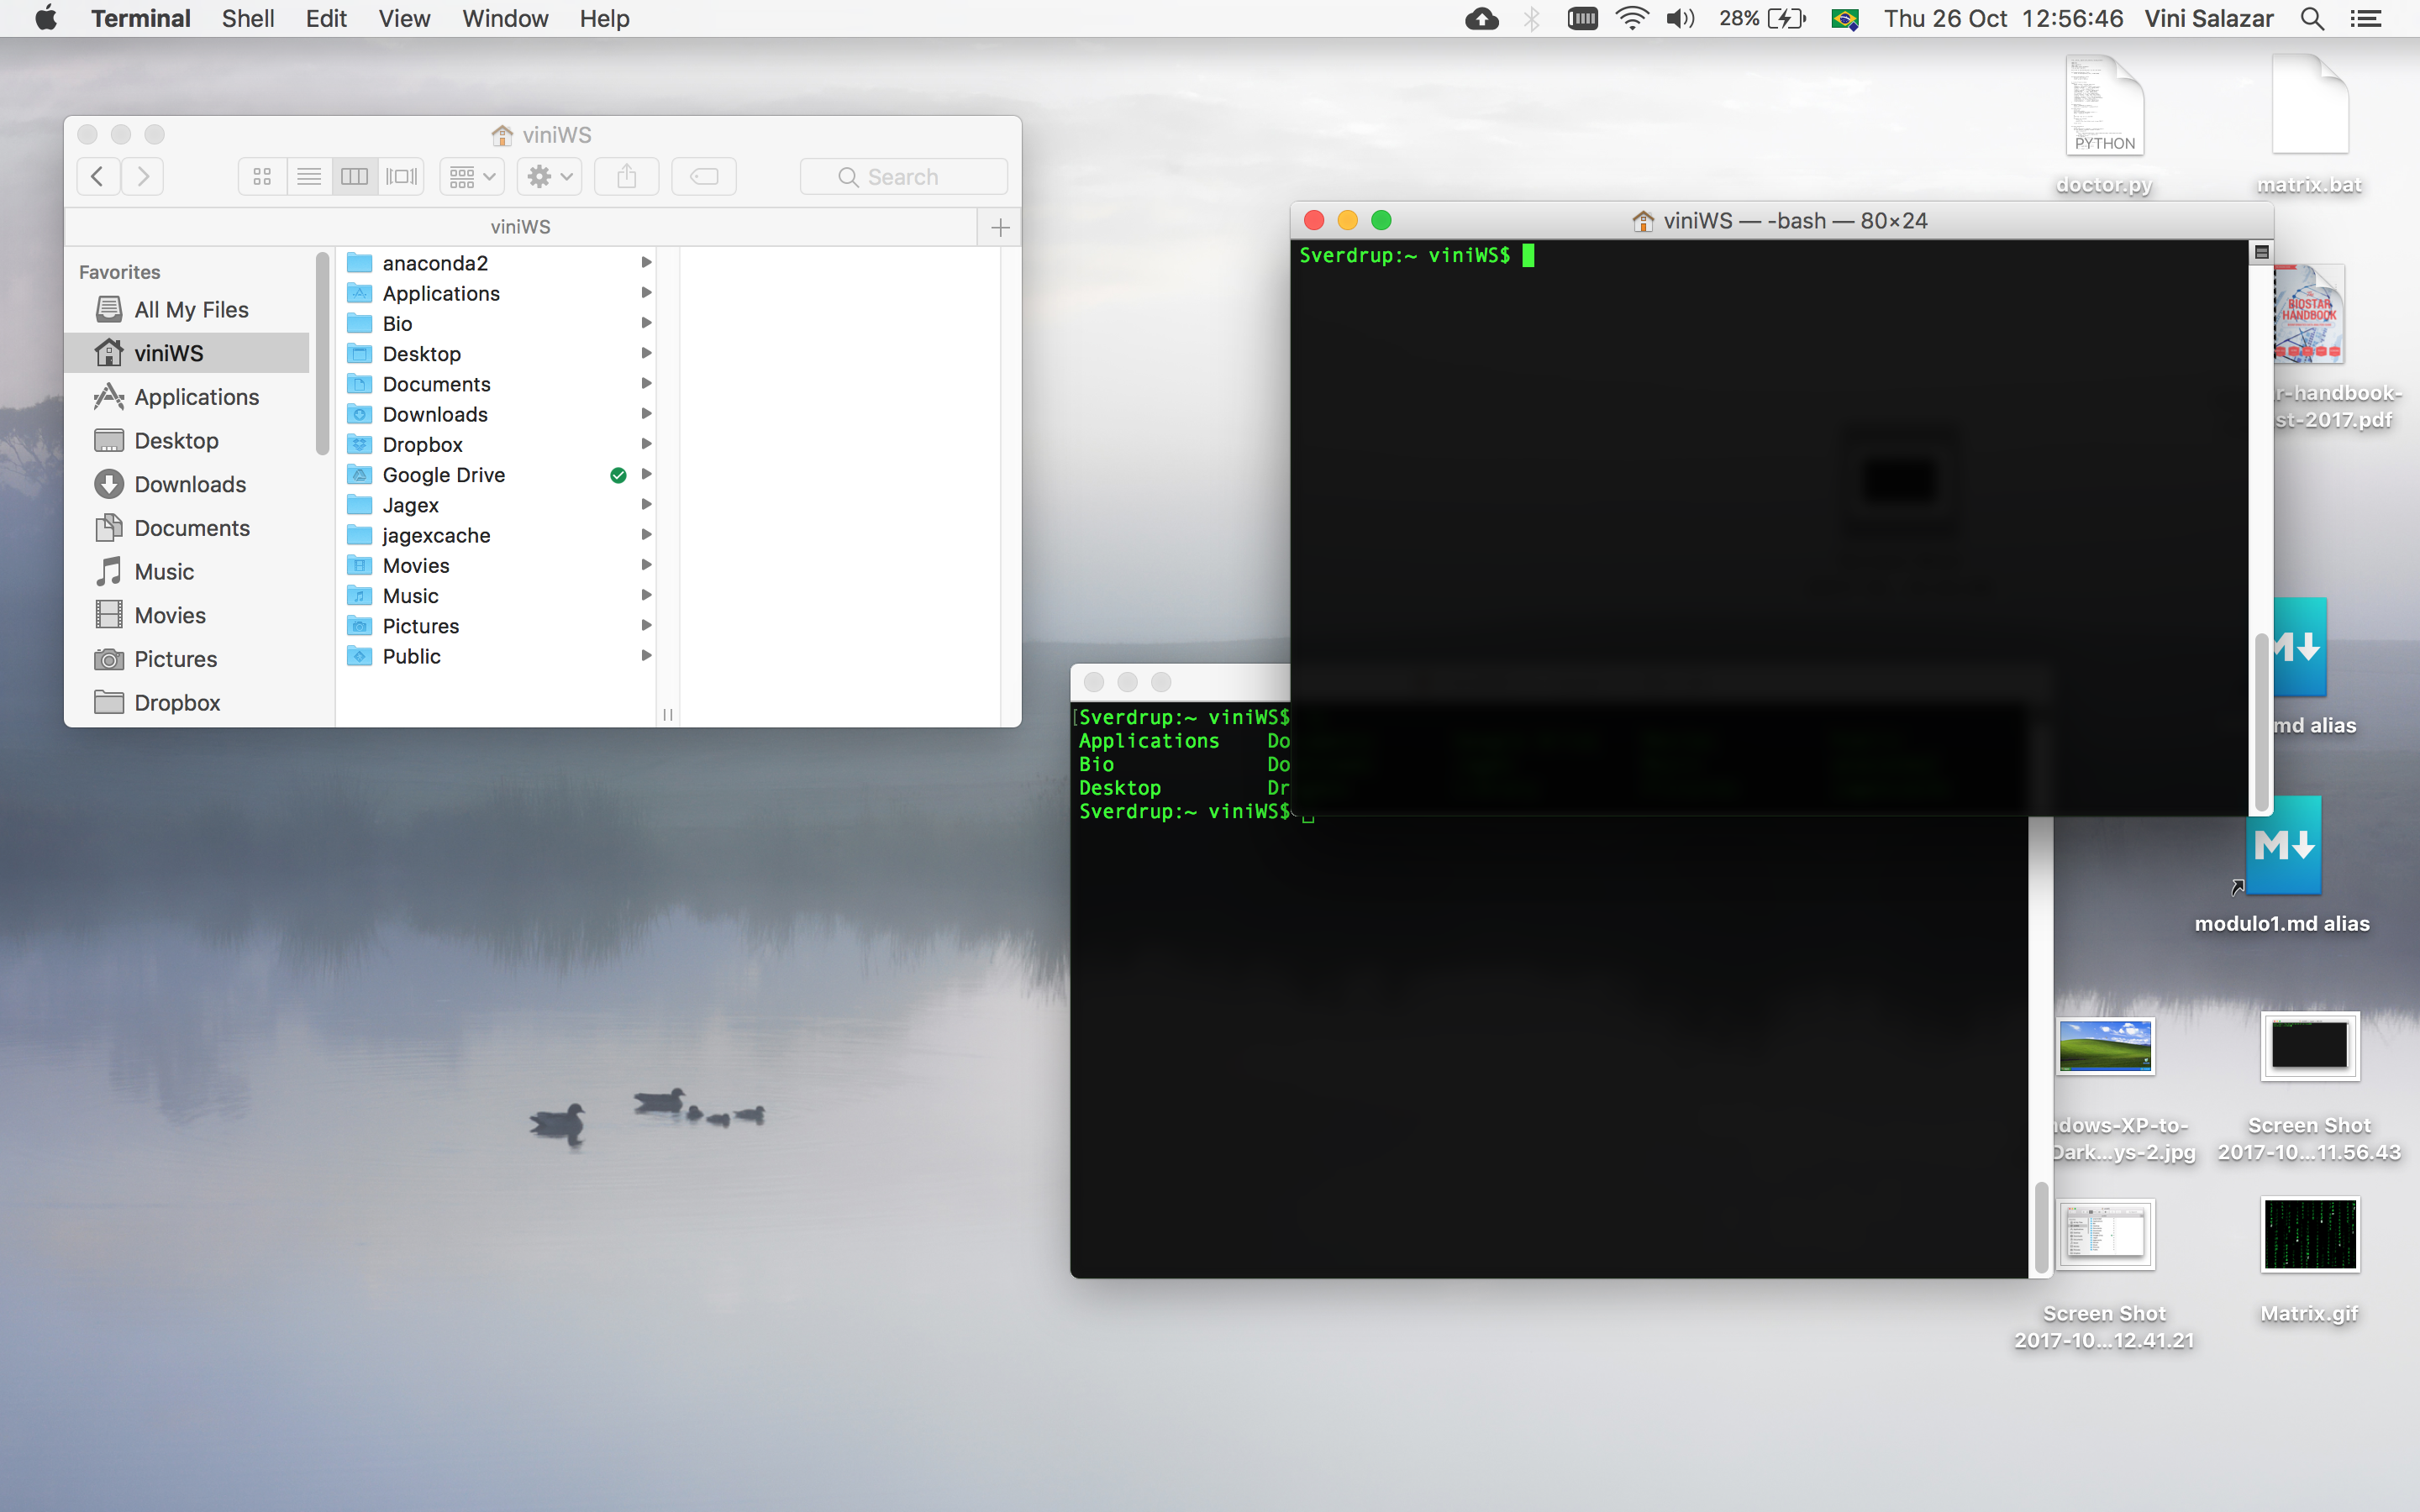 Terminal Shell Edit View Window Help
28% Thu 26 Oct 12:56:46 Vini Salazar
viniWS
Search
viniWS
Favorites
All My Files
viniWS
Applications
Desktop
Downloads
Documents
Music
Movies
Pictures
Dropbox
anaconda2
Applications
Bio
Desktop
Documents
Downloads
Dropbox
Google Drive
Jagex
jagexcache
Movies
Music
Pictures
Public
viniWS — -bash — 80×24
Sverdrup:~ viniWS$
[Sverdrup:~ viniWS$
Applications Do
Bio Do
Desktop Dr
Sverdrup:~ viniWS$
PYTHON
doctor.py
matrix.bat
BIOSTAR
HANDBOOK
r-handbook-
st-2017.pdf
M
md alias
M
modulo1.md alias
ndows-XP-to-
Dark...ys-2.jpg
Screen Shot
2017-10...11.56.43
Screen Shot
2017-10...12.41.21
Matrix.gif